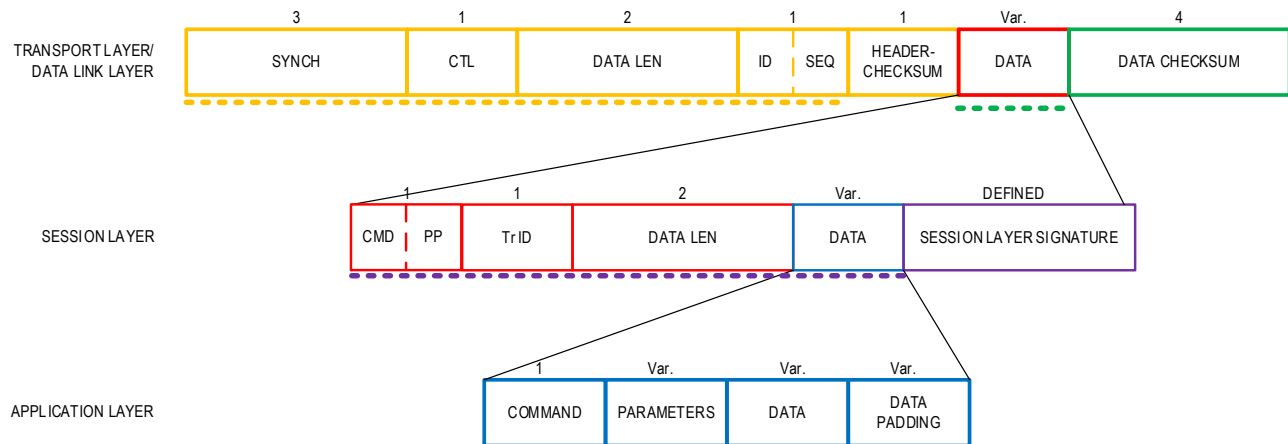 3 1 2 1 1 Var. 4
TRANSPORT LAYER/
DATA LINK LAYER
SYNCH CTL DATA LEN ID SEQ HEADER-
CHECKSUM DATA DATA CHECKSUM
1 1 2 Var. DEFINED
SESSION LAYER CMD PP Tr ID DATA LEN DATA SESSION LAYER SIGNATURE
1 Var. Var. Var.
APPLICATION LAYER COMMAND PARAMETERS DATA DATA
PADDING